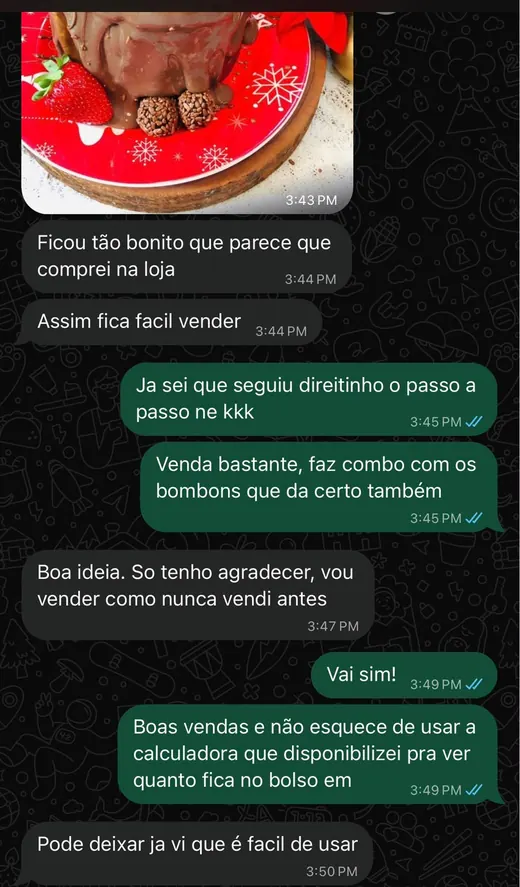 3:43 PM
Ficou tão bonito que parece que
comprei na loja
3:44 PM
Assim fica facil vender
3:44 PM
Ja sei que seguiu direitinho o passo a
passo ne kkk
3:45 PM
Venda bastante, faz combo com os
bombons que da certo também
3:45 PM
Boa ideia. So tenho agradecer, vou
vender como nunca vendi antes
3:47 PM
Vai sim!
3:49 PM
Boas vendas e não esquece de usar a
calculadora que disponibilizei pra ver
quanto fica no bolso em
3:49 PM
Pode deixar ja vi que é facil de usar
3:50 PM